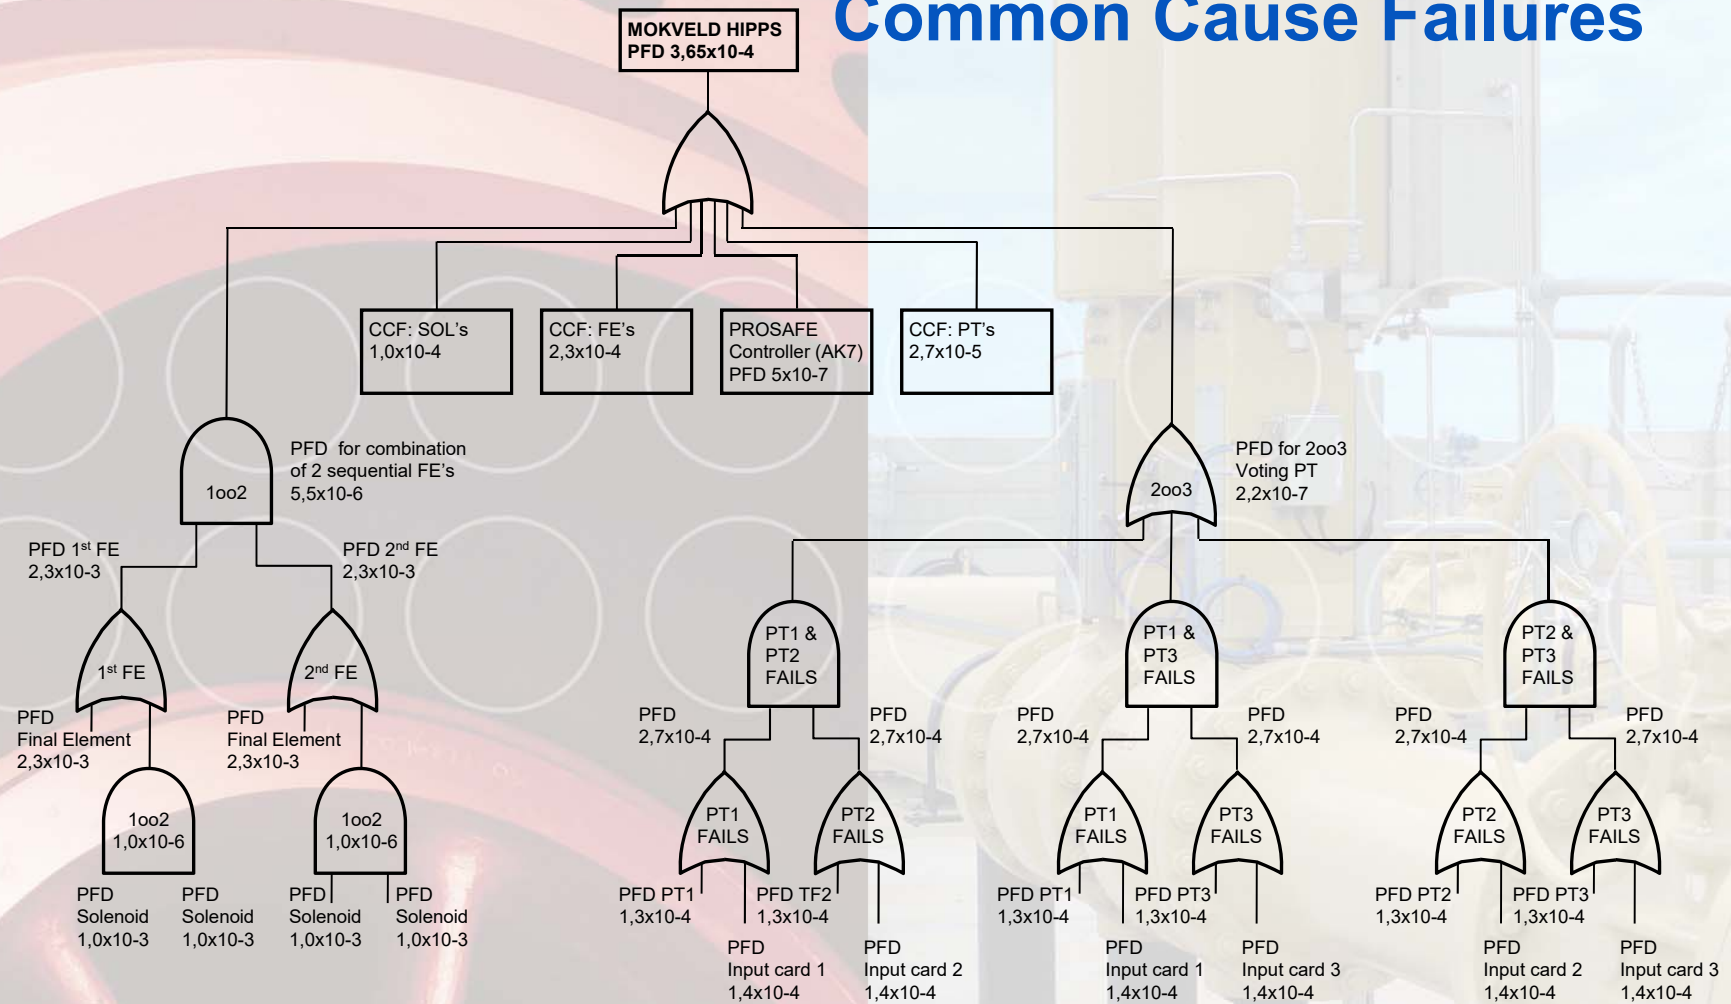 Common Cause Failures
MOKVELD HIPPS
PFD 3,65x10-4
CCF: SOL's
1,0x10-4
CCF: FE's
2,3x10-4
PROSAFE
Controller (AK7)
PFD 5x10-7
CCF: PT's
2,7x10-5
PFD for combination
of 2 sequential FE's
5,5x10-6
1oo2
PFD for 2oo3
Voting PT
2,2x10-7
2oo3
PFD 1st FE
2,3x10-3
PFD 2nd FE
2,3x10-3
1st FE
2nd FE
PFD
Final Element
2,3x10-3
PFD
Final Element
2,3x10-3
1oo2
1,0x10-6
1oo2
1,0x10-6
PFD
Solenoid
1,0x10-3
PFD
Solenoid
1,0x10-3
PFD
Solenoid
1,0x10-3
PFD
Solenoid
1,0x10-3
PT1 &
PT2
FAILS
PT1 &
PT3
FAILS
PT2 &
PT3
FAILS
PFD
2,7x10-4
PFD
2,7x10-4
PFD
2,7x10-4
PFD
2,7x10-4
PFD
2,7x10-4
PFD
2,7x10-4
PT1
FAILS
PT2
FAILS
PT1
FAILS
PT3
FAILS
PT2
FAILS
PT3
FAILS
PFD PT1
1,3x10-4
PFD TF2
1,3x10-4
PFD PT1
1,3x10-4
PFD PT3
1,3x10-4
PFD PT2
1,3x10-4
PFD PT3
1,3x10-4
PFD
Input card 1
1,4x10-4
PFD
Input card 2
1,4x10-4
PFD
Input card 1
1,4x10-4
PFD
Input card 3
1,4x10-4
PFD
Input card 2
1,4x10-4
PFD
Input card 3
1,4x10-4